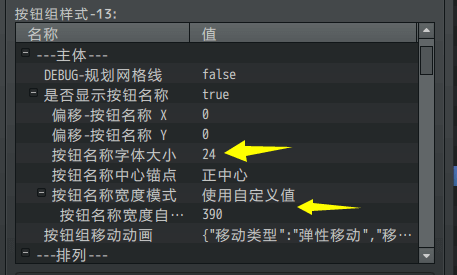 按钮组样式-13:
名称 值
---主体---
DEBUG-规划网格线 false
是否显示按钮名称 true
偏移-按钮名称 X 0
偏移-按钮名称 Y 0
按钮名称字体大小 24
按钮名称中心锚点 正中心
按钮名称宽度模式 使用自定义值
按钮名称宽度自… 390
按钮组移动动画 {"移动类型":"弹性移动","移…
---排列---